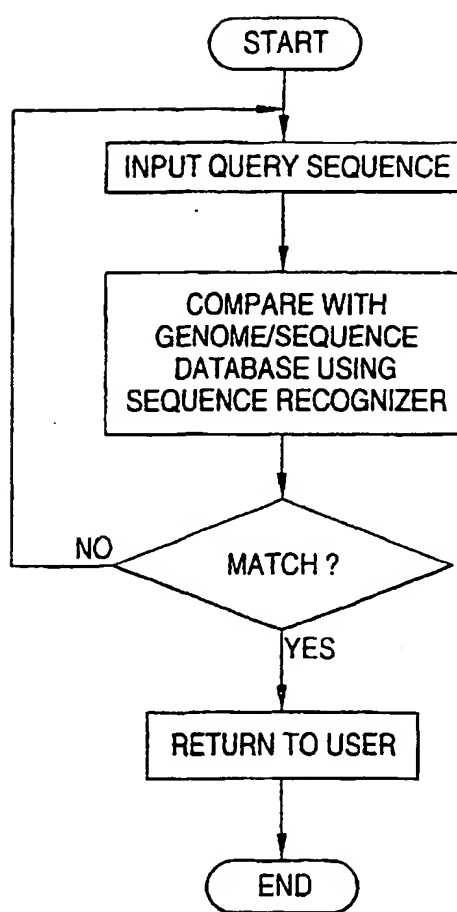 START
INPUT QUERY SEQUENCE
COMPARE WITH
GENOME/SEQUENCE
DATABASE USING
SEQUENCE RECOGNIZER
NO
MATCH ?
YES
RETURN TO USER
END